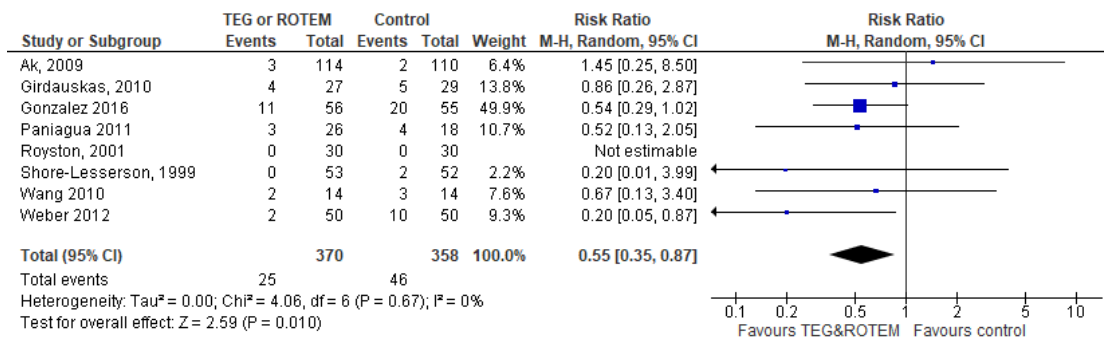 TEG or ROTEM Control Risk Ratio Risk Ratio
Study or Subgroup Events Total Events Total Weight M-H, Random, 95% CI M-H, Random, 95% CI
Ak, 2009 3 114 2 110 6.4% 1.45 [0.25, 8.50]
Girdauskas, 2010 4 27 5 29 13.8% 0.86 [0.26, 2.87]
Gonzalez 2016 11 56 20 55 49.9% 0.54 [0.29, 1.02]
Paniagua 2011 3 26 4 18 10.7% 0.52 [0.13, 2.05]
Royston, 2001 0 30 0 30 Not estimable
Shore-Lesserson, 1999 0 53 2 52 2.2% 0.20 [0.01, 3.99]
Wang 2010 2 14 3 14 7.6% 0.67 [0.13, 3.40]
Weber 2012 2 50 10 50 9.3% 0.20 [0.05, 0.87]
Total (95% CI) 370 358 100.0% 0.55 [0.35, 0.87]
Total events 25 46
Heterogeneity: Tau² = 0.00; Chi² = 4.06, df = 6 (P = 0.67); I² = 0%
Test for overall effect: Z = 2.59 (P = 0.010)
0.1 0.2 0.5 1 2 5 10
Favours TEG&ROTEM Favours control